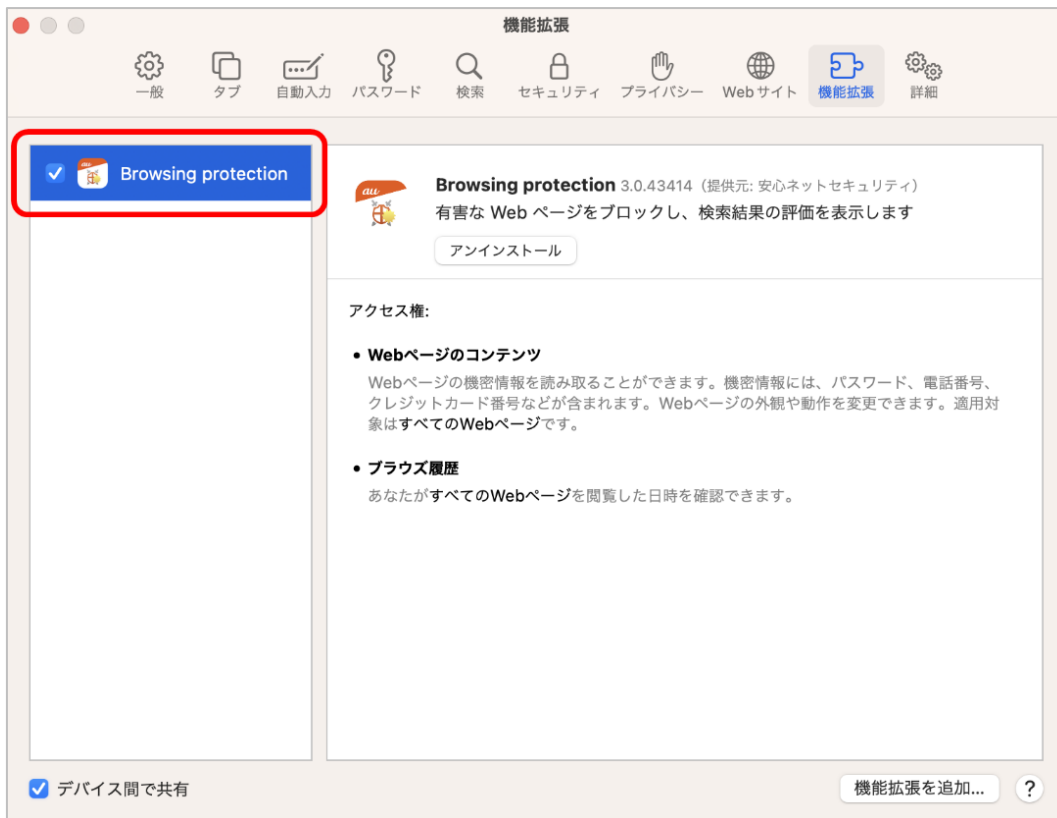 機能拡張
一般
タブ
自動入力
パスワード
検索
セキュリティ
プライバシー
Webサイト
機能拡張
詳細
Browsing protection
au
Browsing protection 3.0.43414（提供元: 安心ネットセキュリティ）
有害な Web ページをブロックし、検索結果の評価を表示します
アンインストール
アクセス権:
• Webページのコンテンツ
Webページの機密情報を読み取ることができます。機密情報には、パスワード、電話番号、
クレジットカード番号などが含まれます。Webページの外観や動作を変更できます。適用対
象はすべてのWebページです。
• ブラウズ履歴
あなたがすべてのWebページを閲覧した日時を確認できます。
デバイス間で共有
機能拡張を追加...
?